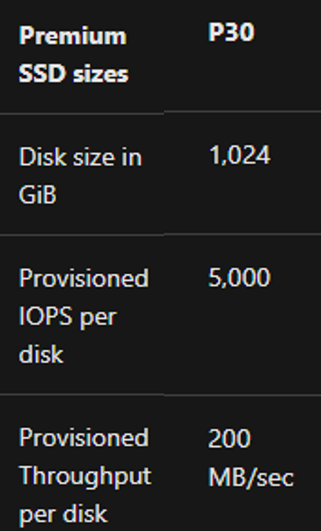 Premium P30
SSD sizes
Disk size in 1,024
GiB
Provisioned 5,000
IOPS per
disk
Provisioned 200
Throughput MB/sec
per disk